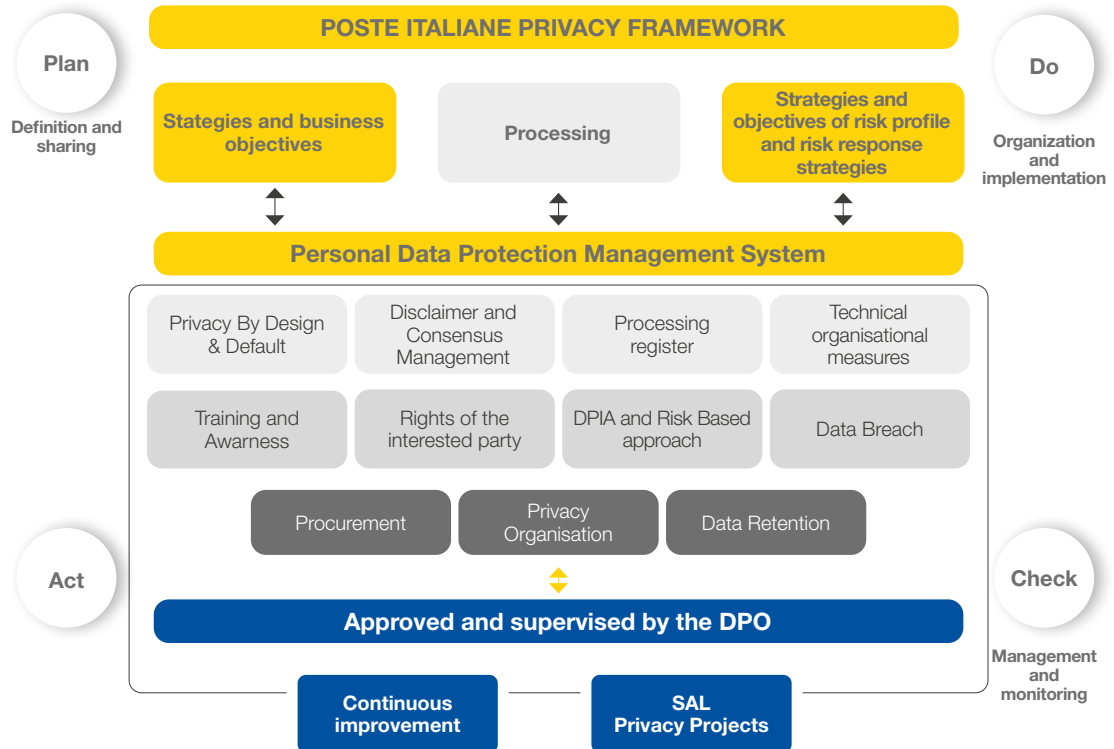 POSTE ITALIANE PRIVACY FRAMEWORK
Plan
Definition and
sharing
Do
Organization
and
implementation
Stategies and business
objectives
Processing
Strategies and
objectives of risk profile
and risk response
strategies
Personal Data Protection Management System
Privacy By Design
& Default
Disclaimer and
Consensus
Management
Processing
register
Technical
organisational
measures
Training and
Awarness
Rights of the
interested party
DPIA and Risk Based
approach
Data Breach
Procurement
Privacy
Organisation
Data Retention
Act
Check
Management
and
monitoring
Approved and supervised by the DPO
Continuous
improvement
SAL
Privacy Projects